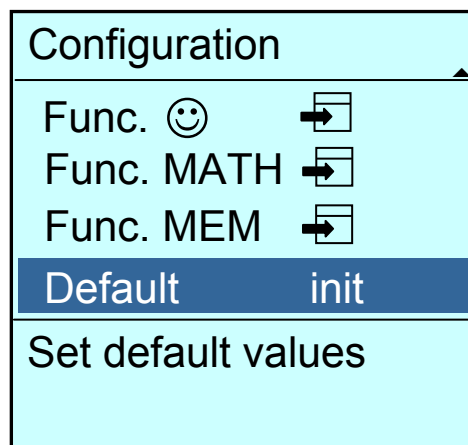 Configuration
Func. ☺
Func. MATH
Func. MEM
Default init
Set default values